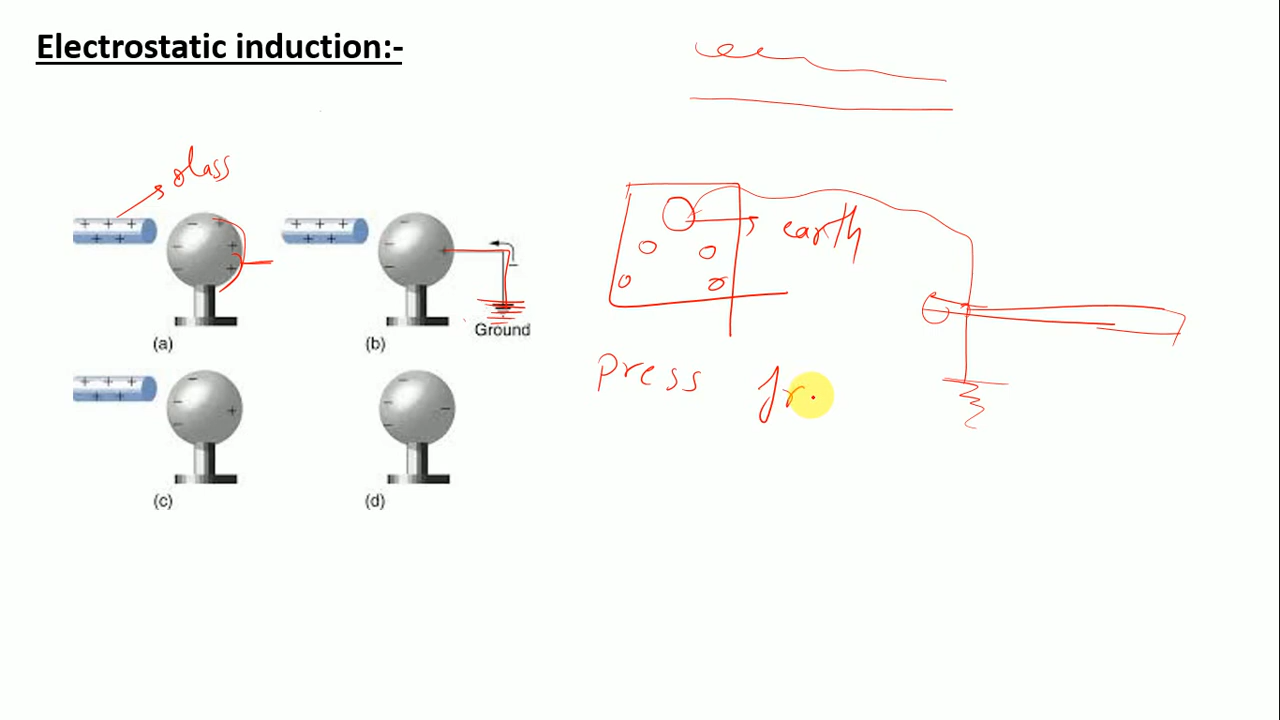 Electrostatic induction:-
glass
earth
Ground
(a)
(b)
press
(c)
(d)